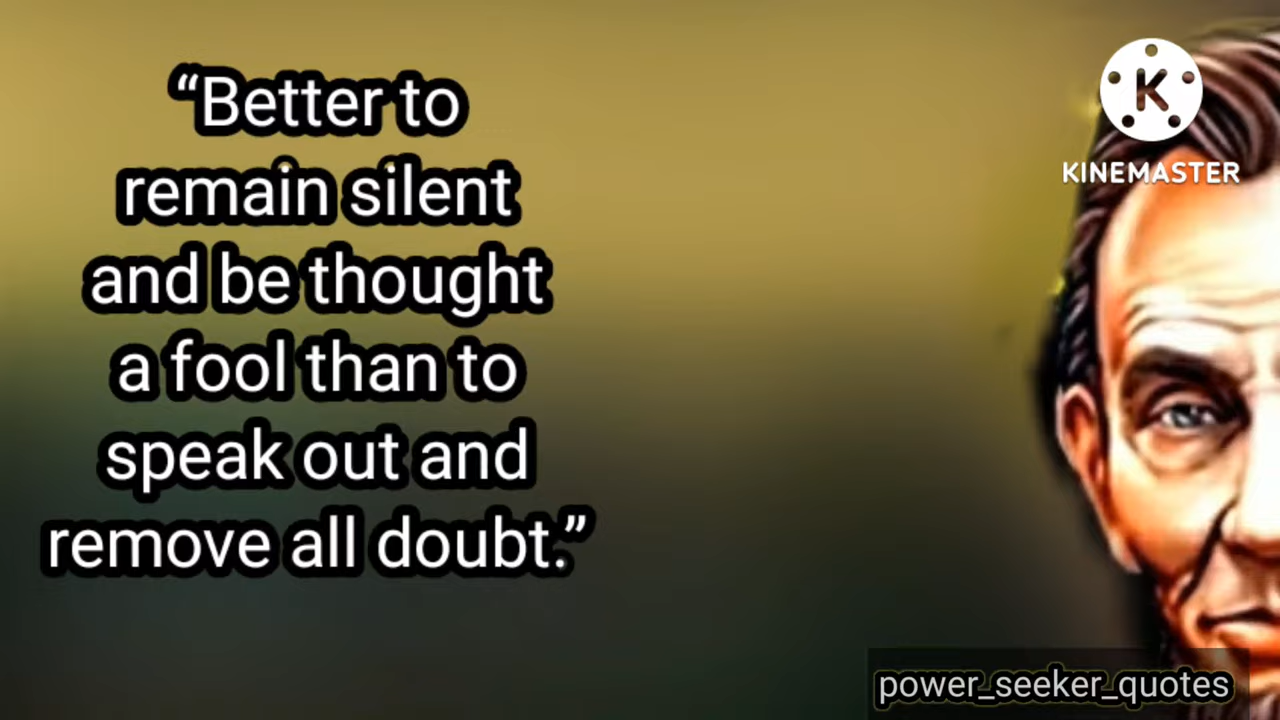 “Better to
remain silent
and be thought
a fool than to
speak out and
remove all doubt.”
K
KINEMASTER
power_seeker_quotes